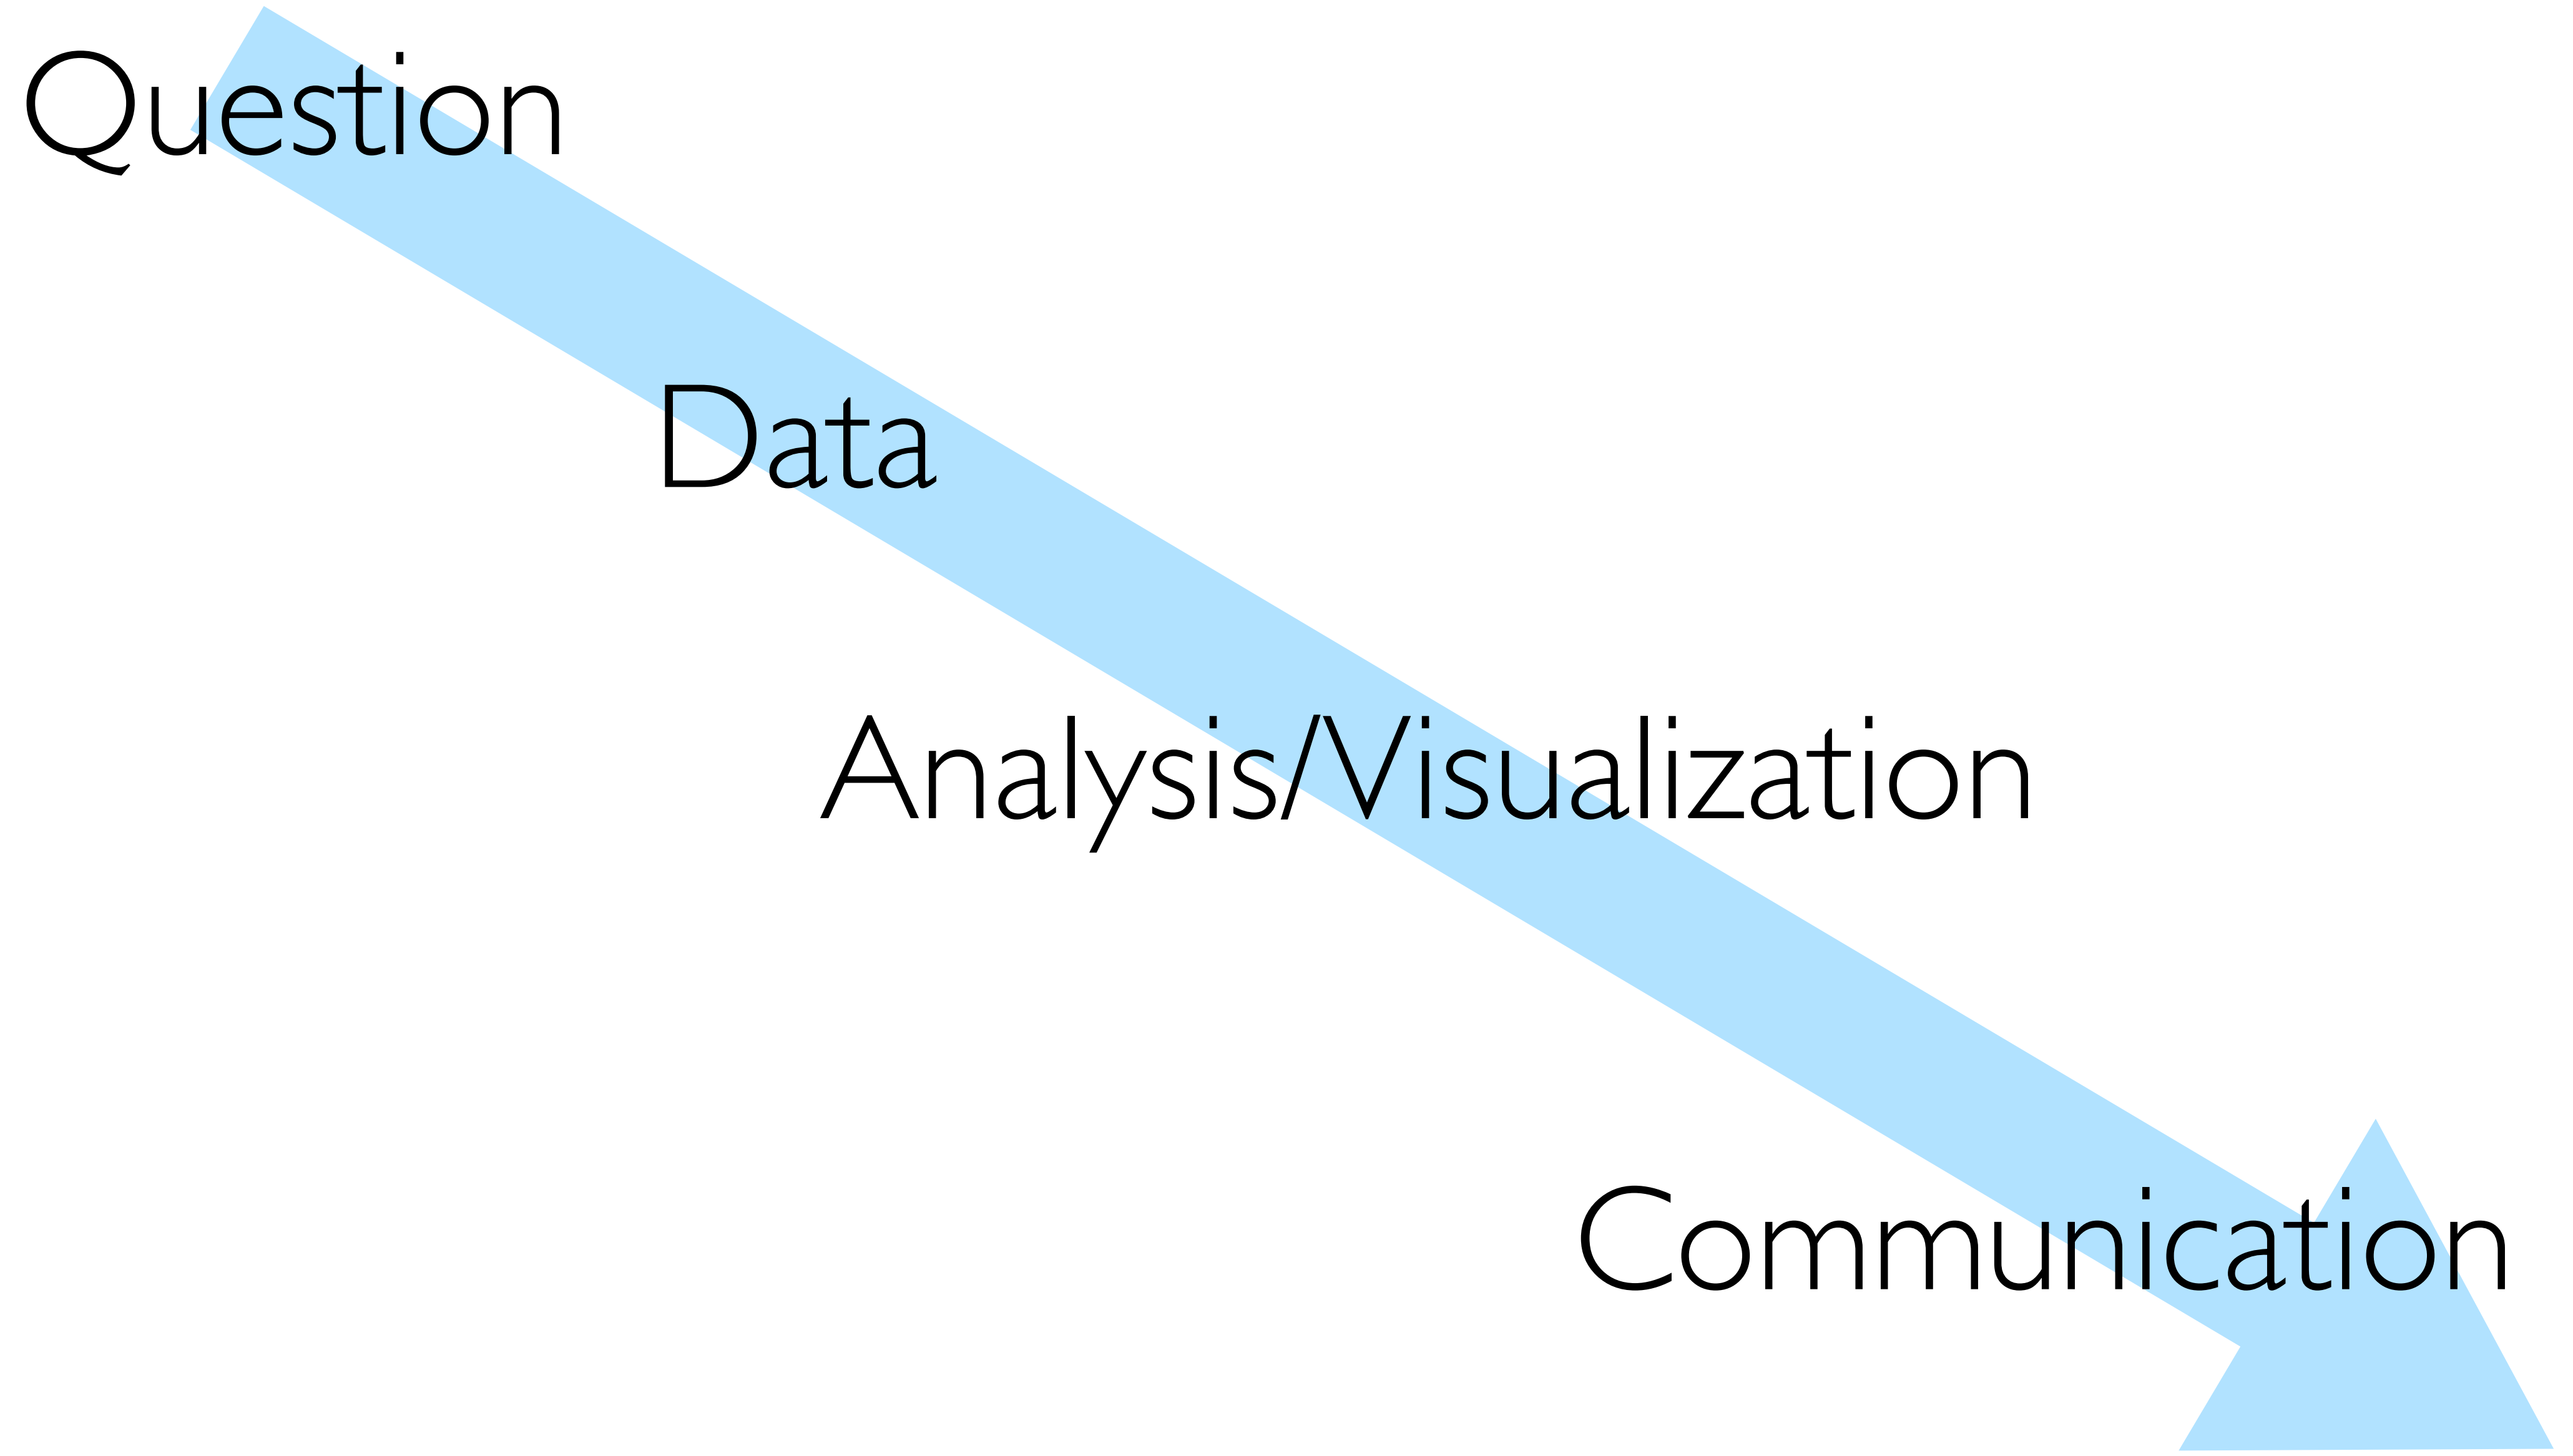 Question
Data
Analysis/Visualization
Communication